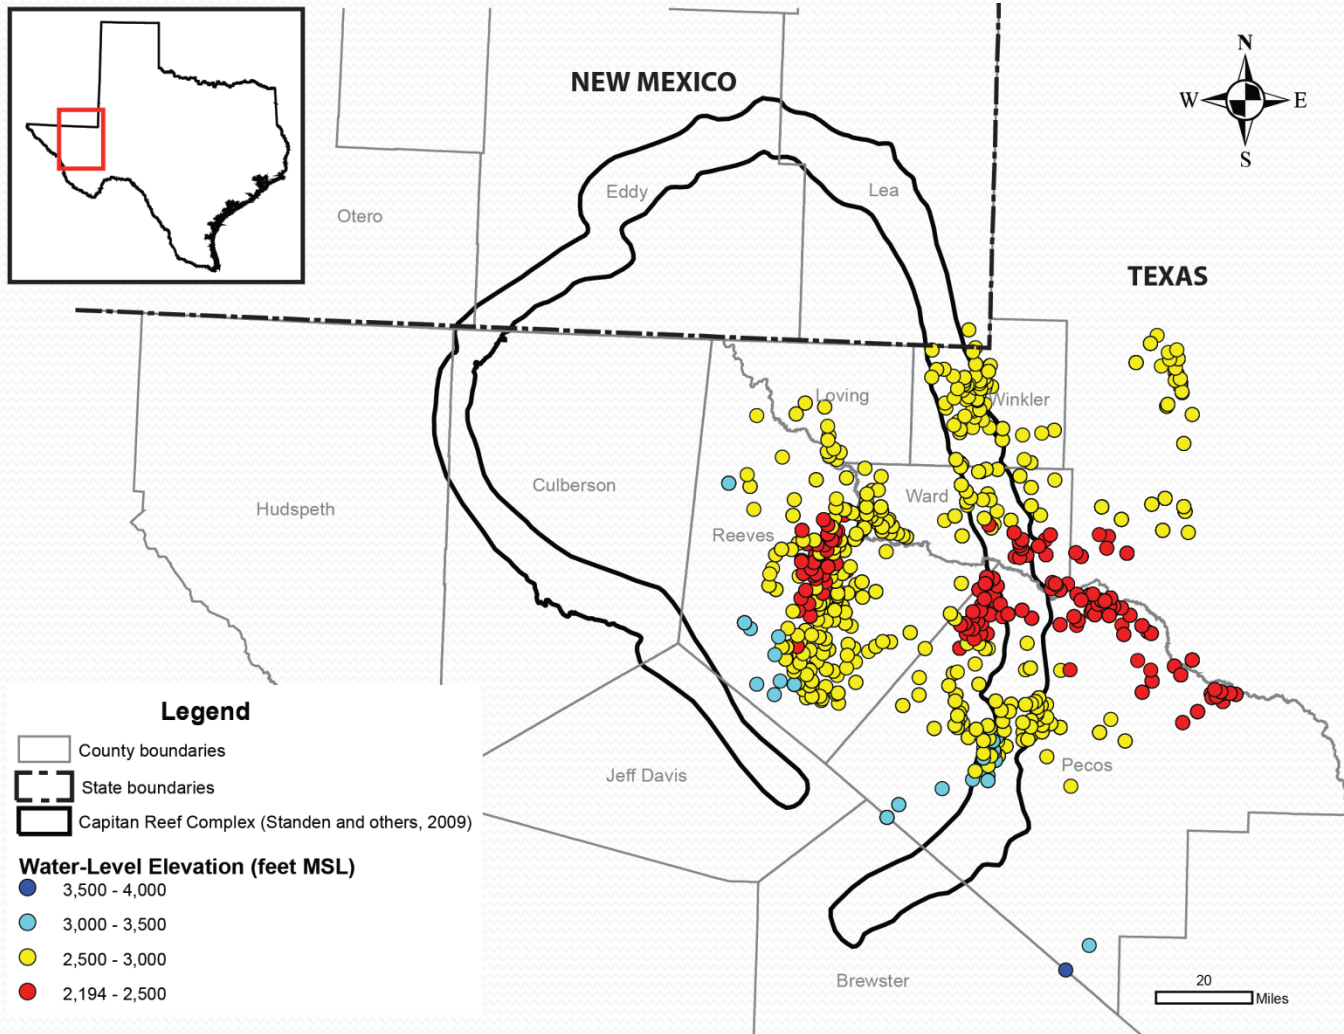 NEW MEXICO
N
W
E
S
Eddy
Lea
Otero
TEXAS
Loving
Winkler
Culberson
Ward
Hudspeth
Reeves
Legend
County boundaries
State boundaries
Capitan Reef Complex (Standen and others, 2009)
Water-Level Elevation (feet MSL)
3,500 - 4,000
3,000 - 3,500
2,500 - 3,000
2,194 - 2,500
Jeff Davis
Pecos
Brewster
20
Miles